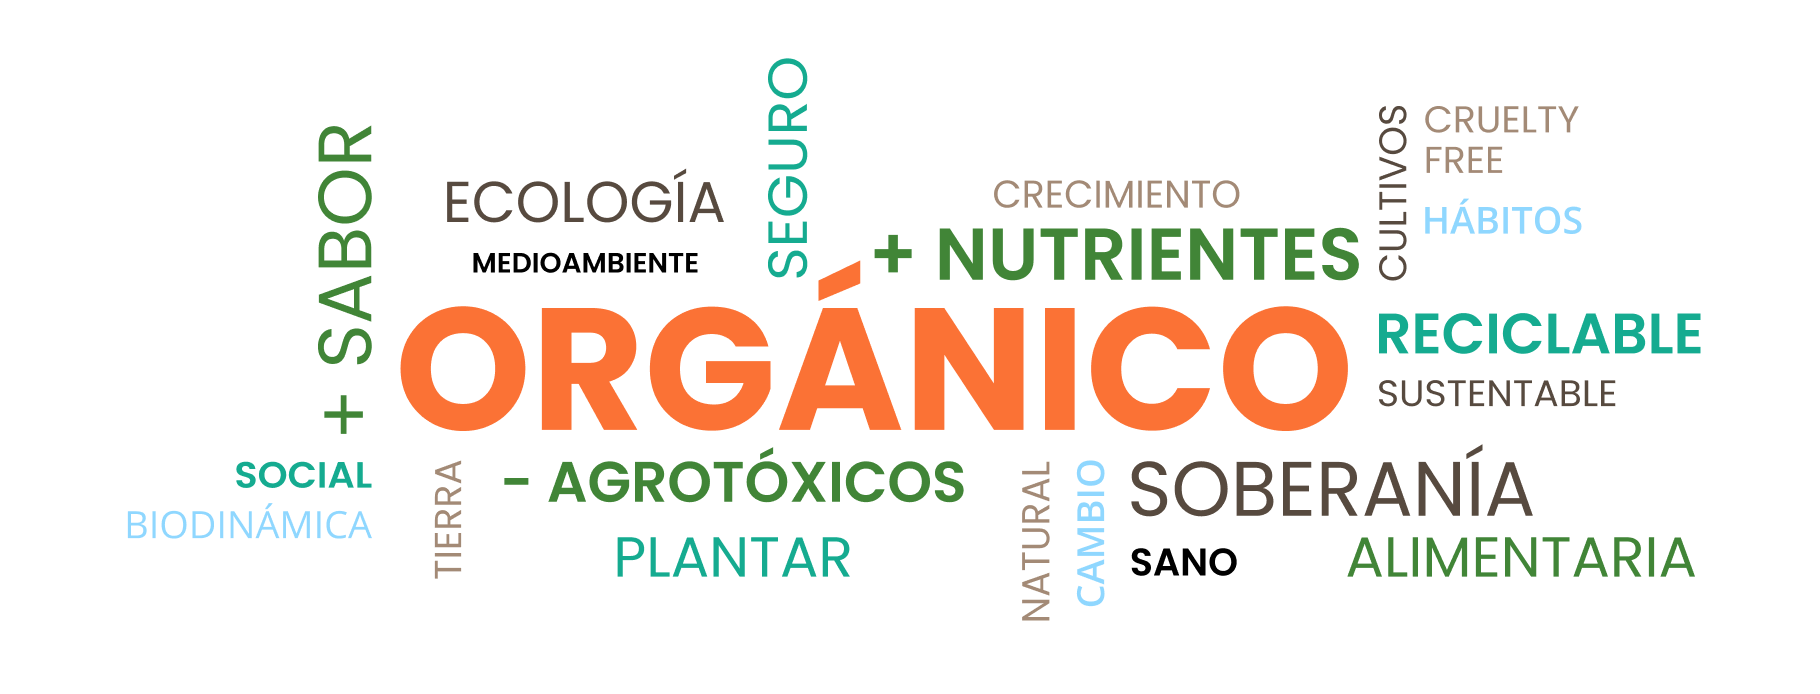 + SABOR
ECOLOGÍA
MEDIOAMBIENTE
SEGURO
CRECIMIENTO
+ NUTRIENTES
CULTIVOS
CRUELTY
FREE
HÁBITOS
ORGÁNICO
RECICLABLE
SUSTENTABLE
SOCIAL
BIODINÁMICA
TIERRA
- AGROTÓXICOS
PLANTAR
NATURAL
CAMBIO
SOBERANÍA
SANO
ALIMENTARIA